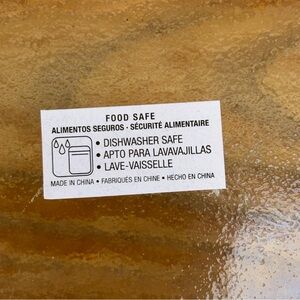 FOOD SAFE
ALIMENTOS SEGUROS - SÉCURITÉ ALIMENTAIRE
• DISHWASHER SAFE
• APTO PARA LAVAVAJILLAS
• LAVE-VAISSELLE
MADE IN CHINA • FABRIQUÉS EN CHINE • HECHO EN CHINA